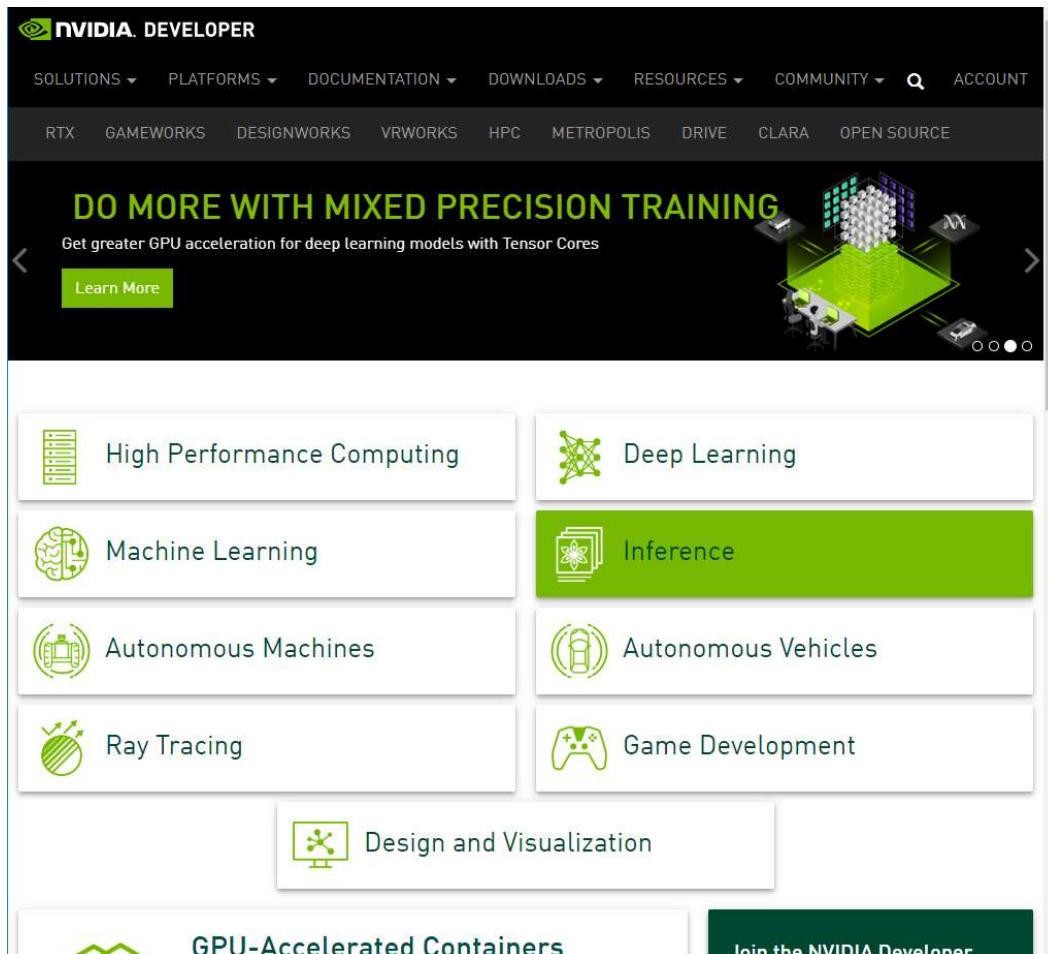 NVIDIA. DEVELOPER
SOLUTIONS PLATFORMS DOCUMENTATION DOWNLOADS RESOURCES COMMUNITY ACCOUNT
RTX GAMEWORKS DESIGNWORKS VRWORKS HPC METROPOLIS DRIVE CLARA OPEN SOURCE
DO MORE WITH MIXED PRECISION TRAINING
Get greater GPU acceleration for deep learning models with Tensor Cores
Learn More
High Performance Computing
Deep Learning
Machine Learning
Inference
Autonomous Machines
Autonomous Vehicles
Ray Tracing
Game Development
Design and Visualization
GPU-Accelerated Containers
Join the NVIDIA Developer